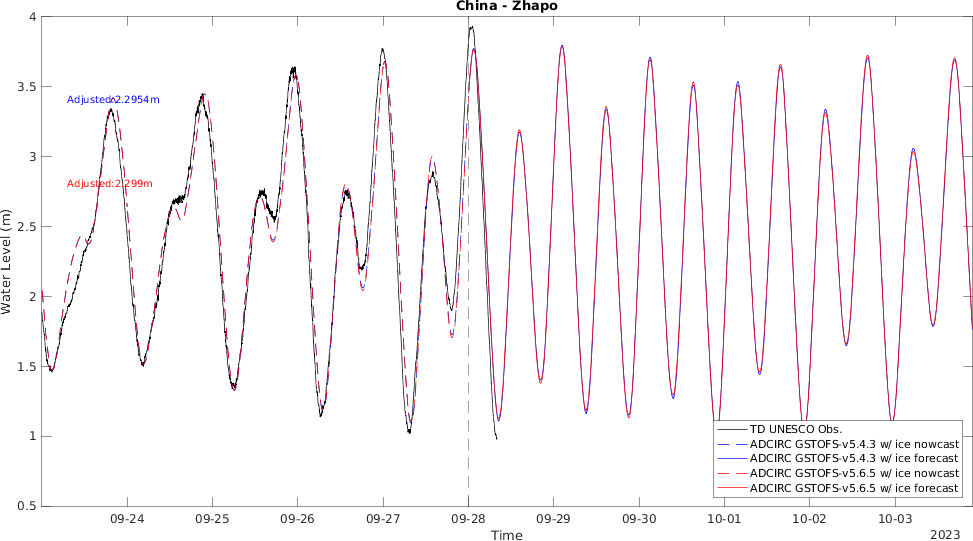 China - Zhapo
4
3.5
3
2.5
2
1.5
1
0.5
Water Level (m)
Adjusted:2.2954m
Adjusted:2.299m
TD UNESCO Obs.
ADCIRC GSTOFS-v5.4.3 w/ ice nowcast
ADCIRC GSTOFS-v5.4.3 w/ ice forecast
ADCIRC GSTOFS-v5.6.5 w/ ice nowcast
ADCIRC GSTOFS-v5.6.5 w/ ice forecast
09-24 09-25 09-26 09-27 09-28 09-29 09-30 10-01 10-02 10-03
Time
2023